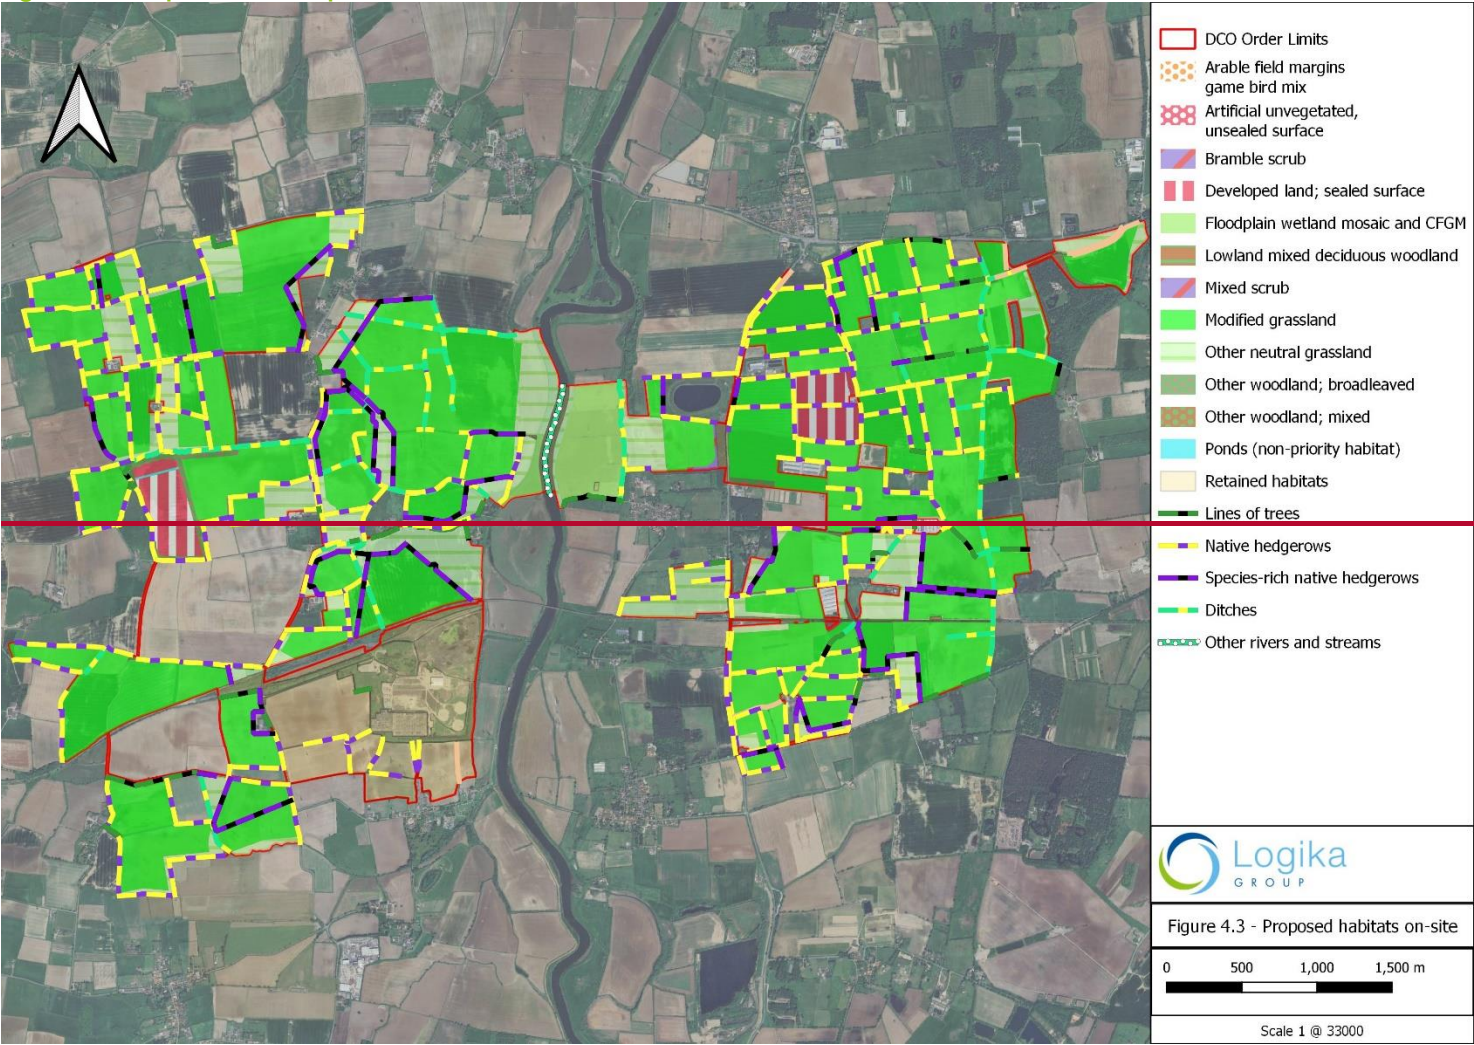 DCO Order Limits
Arable field margins
game bird mix
Artificial unvegetated,
unsealed surface
Bramble scrub
Developed land; sealed surface
Floodplain wetland mosaic and CFGM
Lowland mixed deciduous woodland
Mixed scrub
Modified grassland
Other neutral grassland
Other woodland; broadleaved
Other woodland; mixed
Ponds (non-priority habitat)
Retained habitats
Lines of trees
Native hedgerows
Species-rich native hedgerows
Ditches
Other rivers and streams
Logika
GROUP
Figure 4.3 - Proposed habitats on-site
0 500 1,000 1,500 m
Scale 1 @ 33000